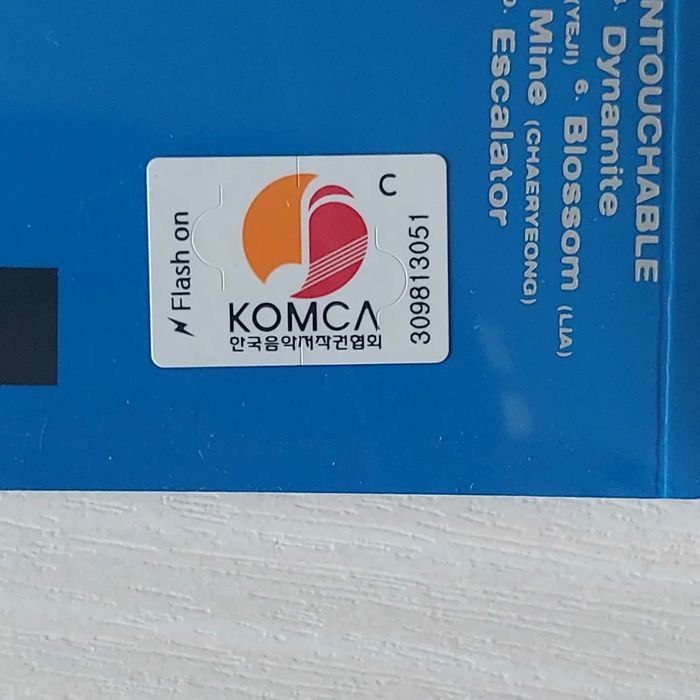 NTOUCHABLE
Dynamite
(YEJI) 6. Blossom (LIA)
Mine (CHAERYEONG)
Escalator
Flash on
C
KOMCA
한국음악저작권협회
309813051